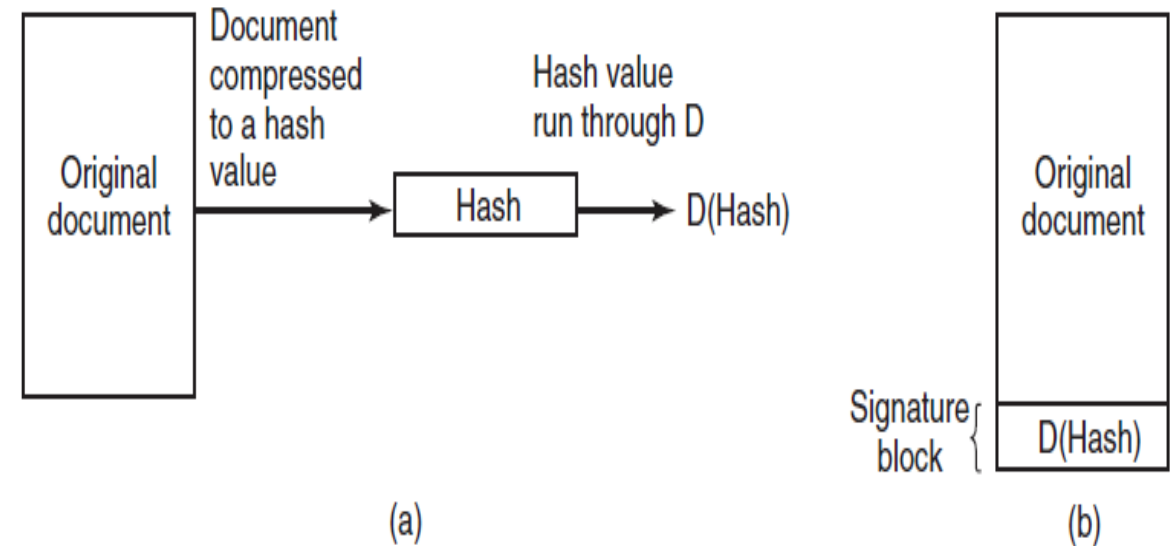 Original
document
Document
compressed
to a hash
value
Hash
Hash value
run through D
D(Hash)
(a)
Original
document
Signature
block
D(Hash)
(b)